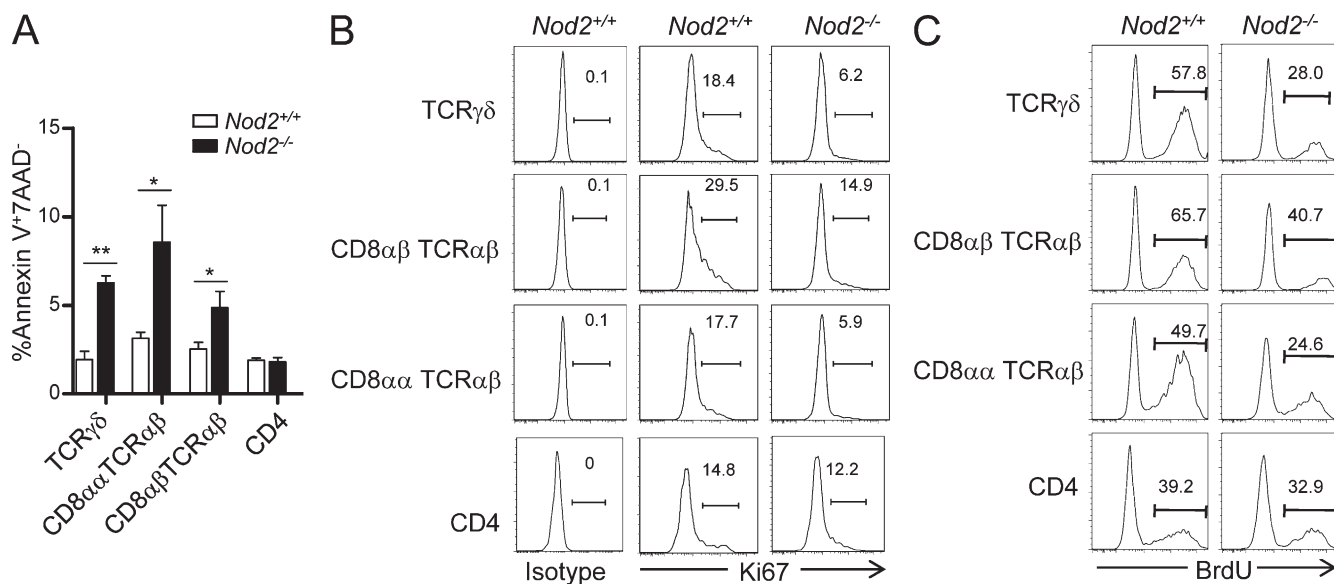 A
%Annexin V+7AAD-
15
10
5
0
Nod2+/+
Nod2-/-
**
*
*
TCRγδ
CD8ααTCRαβ
CD8αβTCRαβ
CD4
B
Nod2+/+ Nod2+/+ Nod2-/-
TCRγδ 0.1 18.4 6.2
CD8αβ TCRαβ 0.1 29.5 14.9
CD8αα TCRαβ 0.1 17.7 5.9
CD4 0 14.8 12.2
Isotype Ki67
C
Nod2+/+ Nod2-/-
TCRγδ 57.8 28.0
CD8αβ TCRαβ 65.7 40.7
CD8αα TCRαβ 49.7 24.6
CD4 39.2 32.9
BrdU